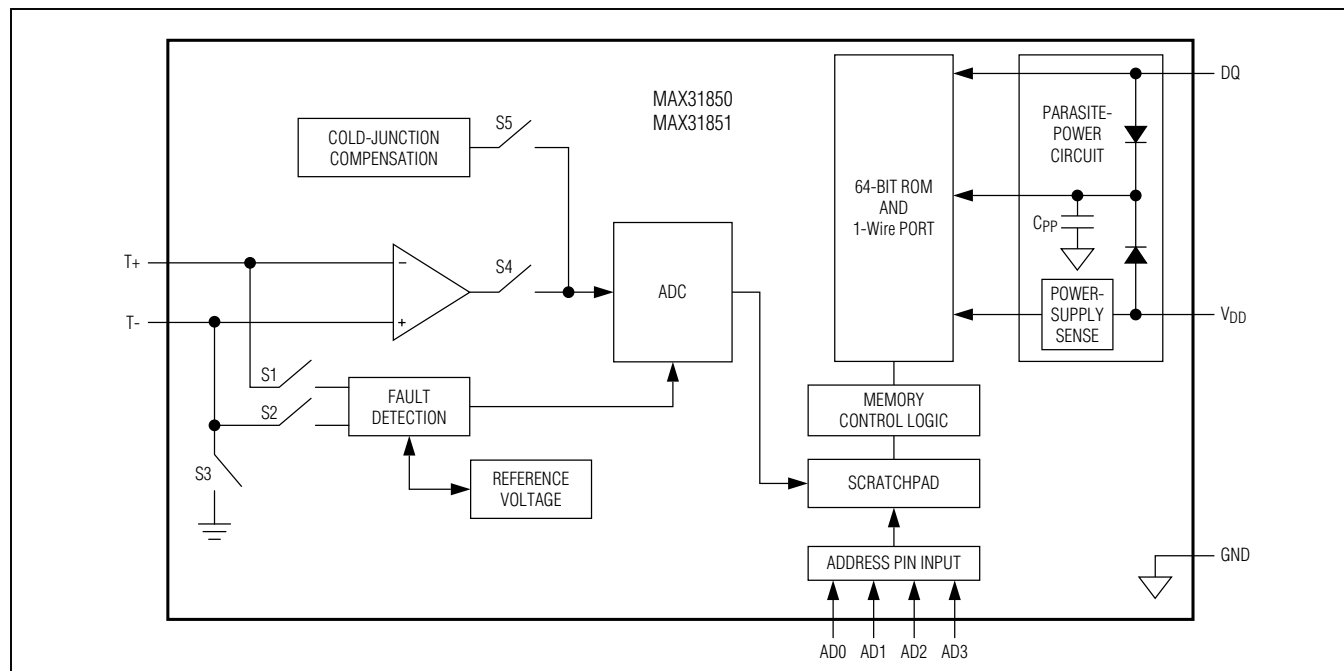 MAX31850
MAX31851
COLD-JUNCTION
COMPENSATION
S5
T+
T-
−
+
S4
ADC
S1
S2
S3
FAULT
DETECTION
REFERENCE
VOLTAGE
64-BIT ROM
AND
1-Wire PORT
MEMORY
CONTROL LOGIC
SCRATCHPAD
ADDRESS PIN INPUT
AD0
AD1
AD2
AD3
PARASITE-
POWER
CIRCUIT
CPP
POWER-
SUPPLY
SENSE
DQ
VDD
GND